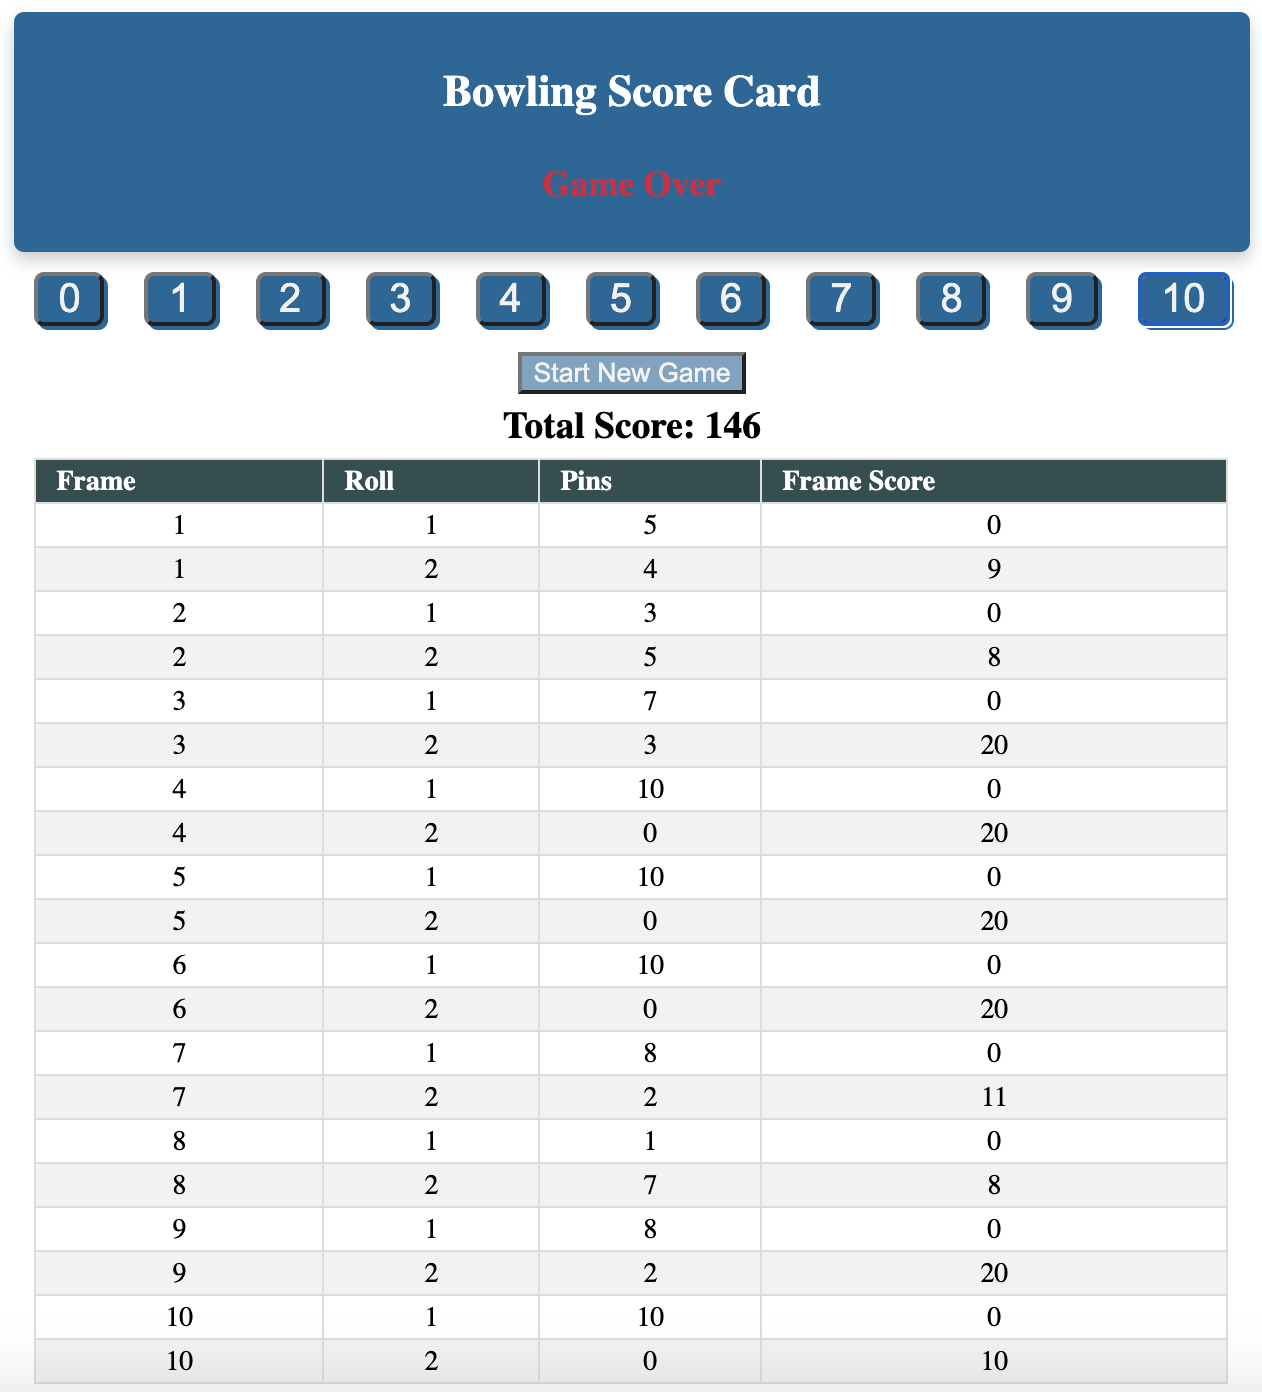 Bowling Score Card
Game Over
0 1 2 3 4 5 6 7 8 9 10
Start New Game
Total Score: 146
Frame Roll Pins Frame Score
1 1 5 0
1 2 4 9
2 1 3 0
2 2 5 8
3 1 7 0
3 2 3 20
4 1 10 0
4 2 0 20
5 1 10 0
5 2 0 20
6 1 10 0
6 2 0 20
7 1 8 0
7 2 2 11
8 1 1 0
8 2 7 8
9 1 8 0
9 2 2 20
10 1 10 0
10 2 0 10